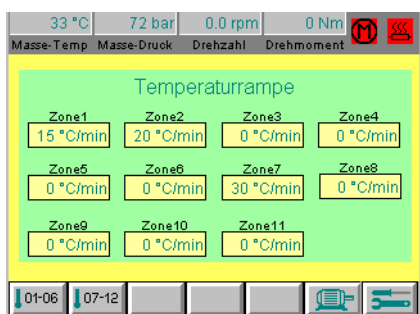 33 °C 72 bar 0.0 rpm 0 Nm
Masse-Temp Masse-Druck Drehzahl Drehmoment M
Temperaturrampe
Zone1 Zone2 Zone3 Zone4
15 °C/min 20 °C/min 0 °C/min 0 °C/min
Zone5 Zone6 Zone7 Zone8
0 °C/min 0 °C/min 30 °C/min 0 °C/min
Zone9 Zone10 Zone11
0 °C/min 0 °C/min 0 °C/min
01-06 07-12